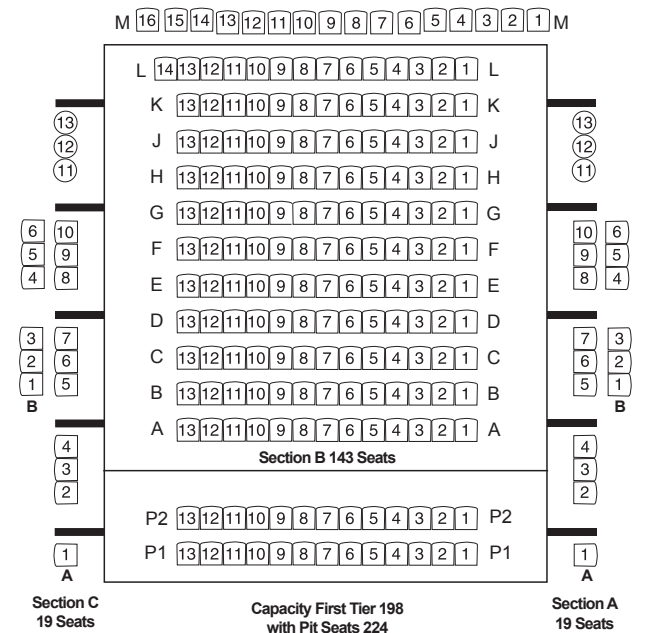 M 16 15 14 13 12 11 10 9 8 7 6 5 4 3 2 1 M
L 14 13 12 11 10 9 8 7 6 5 4 3 2 1 L
K 13 12 11 10 9 8 7 6 5 4 3 2 1 K
13 13
J 13 12 11 10 9 8 7 6 5 4 3 2 1 J
12 12
11 11
H 13 12 11 10 9 8 7 6 5 4 3 2 1 H
G 13 12 11 10 9 8 7 6 5 4 3 2 1 G
6 10 10 6
F 13 12 11 10 9 8 7 6 5 4 3 2 1 F
5 9 9 5
4 8 8 4
E 13 12 11 10 9 8 7 6 5 4 3 2 1 E
D 13 12 11 10 9 8 7 6 5 4 3 2 1 D
3 7 7 3
C 13 12 11 10 9 8 7 6 5 4 3 2 1 C
2 6 6 2
1 5 5 1
B 13 12 11 10 9 8 7 6 5 4 3 2 1 B
B B
A 13 12 11 10 9 8 7 6 5 4 3 2 1 A
4 4
Section B 143 Seats
3 3
2 2
P2 13 12 11 10 9 8 7 6 5 4 3 2 1 P2
P1 13 12 11 10 9 8 7 6 5 4 3 2 1 P1
1 1
A A
Section C
19 Seats
Capacity First Tier 198
with Pit Seats 224
Section A
19 Seats